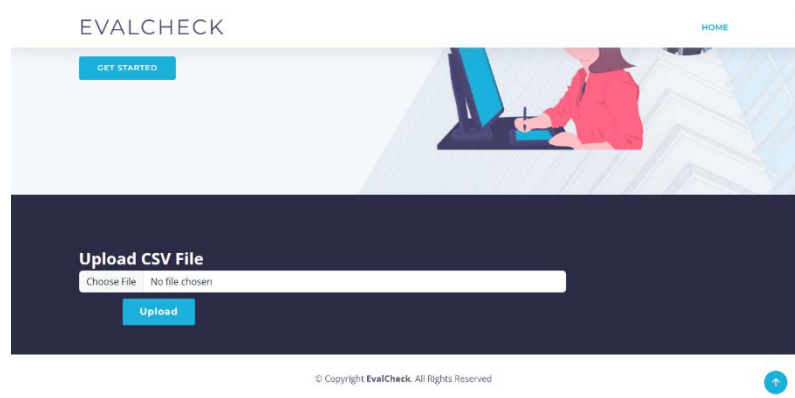 EVALCHECK
HOME
GET STARTED
Upload CSV File
Choose File No file chosen
Upload
© Copyright EvalCheck. All Rights Reserved